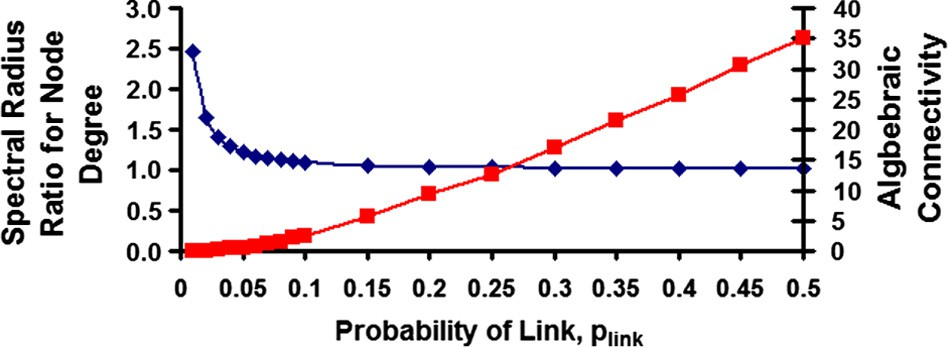 Spectral Radius
Ratio for Node
Degree
3.0
2.5
2.0
1.5
1.0
0.5
0.0
40
35
30
25
20
15
10
5
0
Algbebraic
Connectivity
0 0.05 0.1 0.15 0.2 0.25 0.3 0.35 0.4 0.45 0.5
Probability of Link, plink